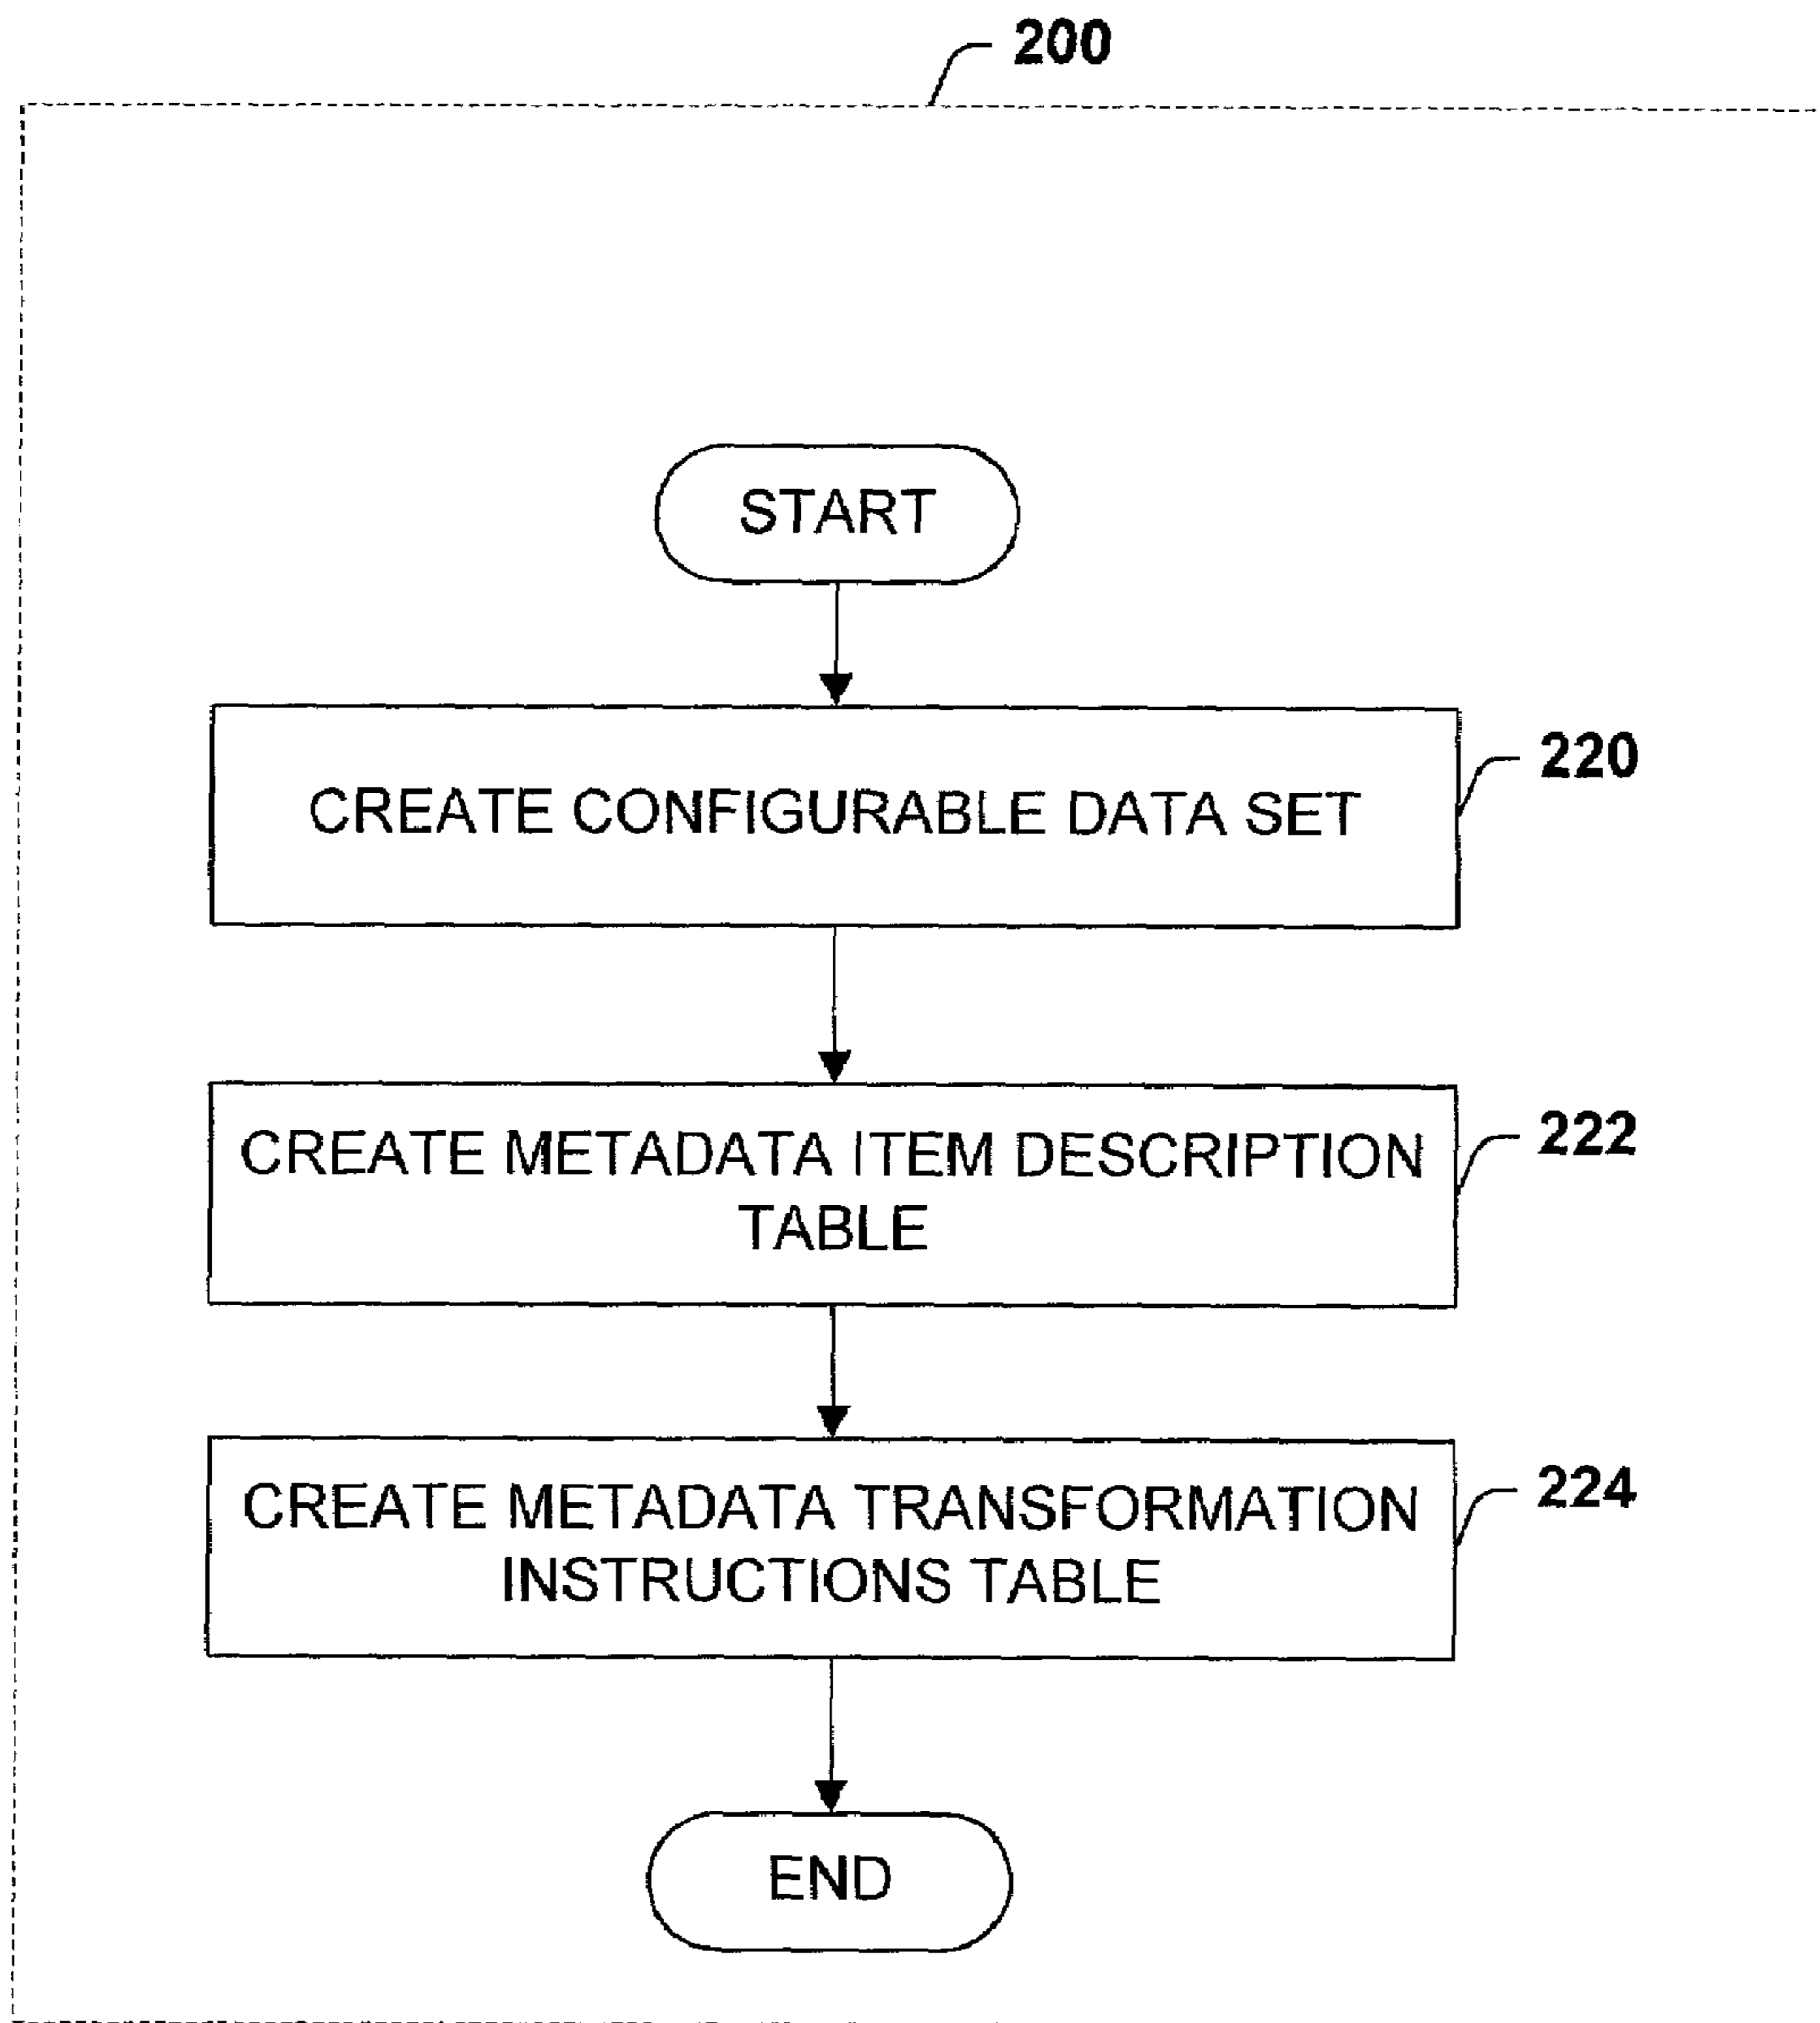 200
START
CREATE CONFIGURABLE DATA SET
220
CREATE METADATA ITEM DESCRIPTION
TABLE
222
CREATE METADATA TRANSFORMATION
INSTRUCTIONS TABLE
224
END